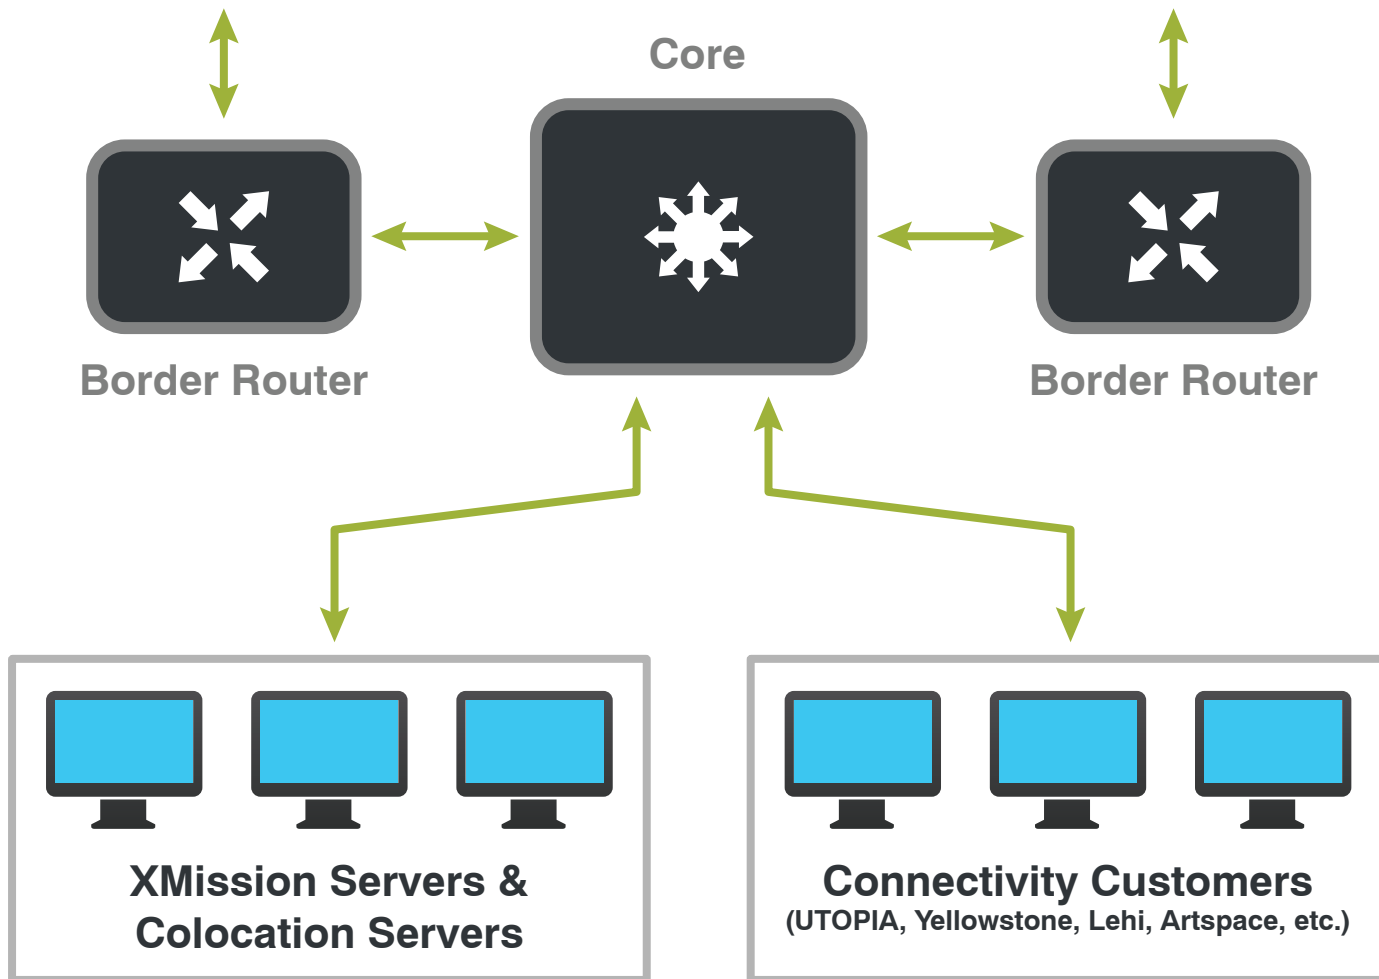 Core
Border Router
Border Router
XMission Servers &
Colocation Servers
Connectivity Customers
(UTOPIA, Yellowstone, Lehi, Artspace, etc.)